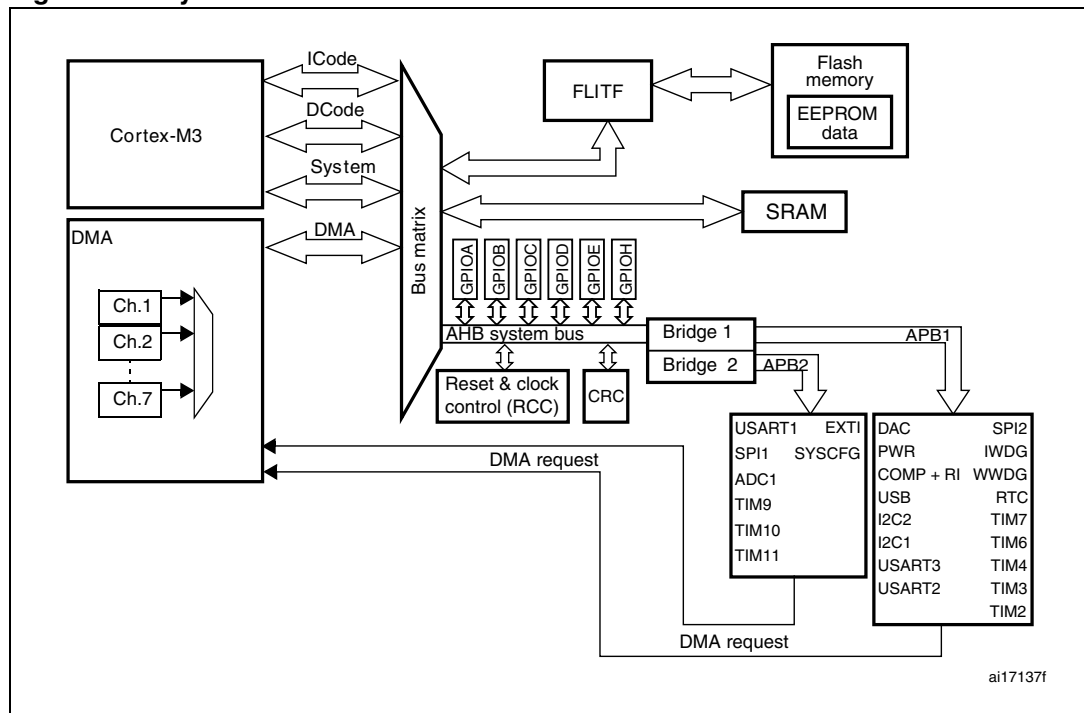 ICode
DCode
System
DMA
Cortex-M3
DMA
Ch.1
Ch.2
Ch.7
Bus matrix
FLITF
Flash
memory
EEPROM
data
SRAM
GPIOA
GPIOB
GPIOC
GPIOD
GPIOE
GPIOH
AHB system bus
Bridge 1
Bridge 2
APB1
APB2
Reset & clock
control (RCC)
CRC
USART1 EXTI
SPI1 SYSCFG
ADC1
TIM9
TIM10
TIM11
DAC SPI2
PWR IWDG
COMP + RI WWDG
USB RTC
I2C2 TIM7
I2C1 TIM6
USART3 TIM4
USART2 TIM3
TIM2
DMA request
DMA request
ai17137f